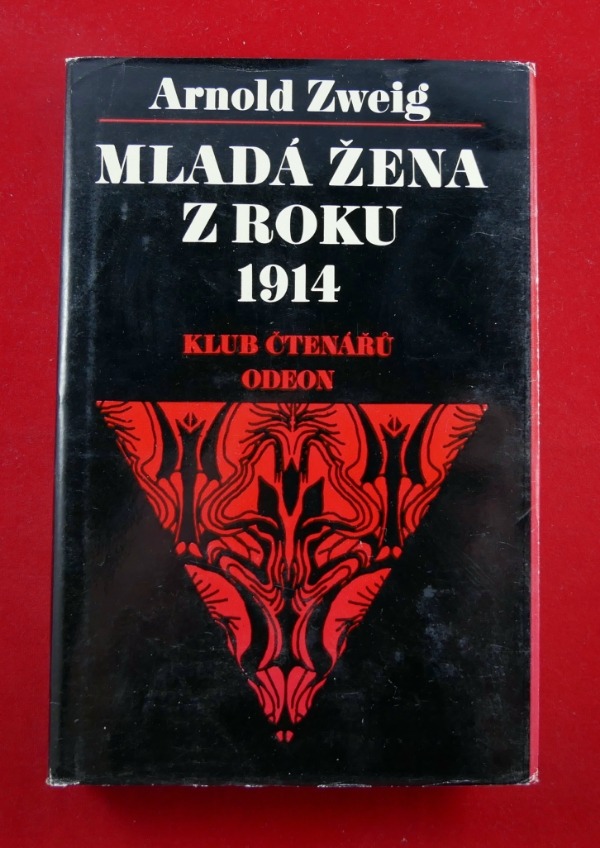 Arnold Zweig
MLADÁ ŽENA
Z ROKU
1914
KLUB ČTENÁŘŮ
ODEON